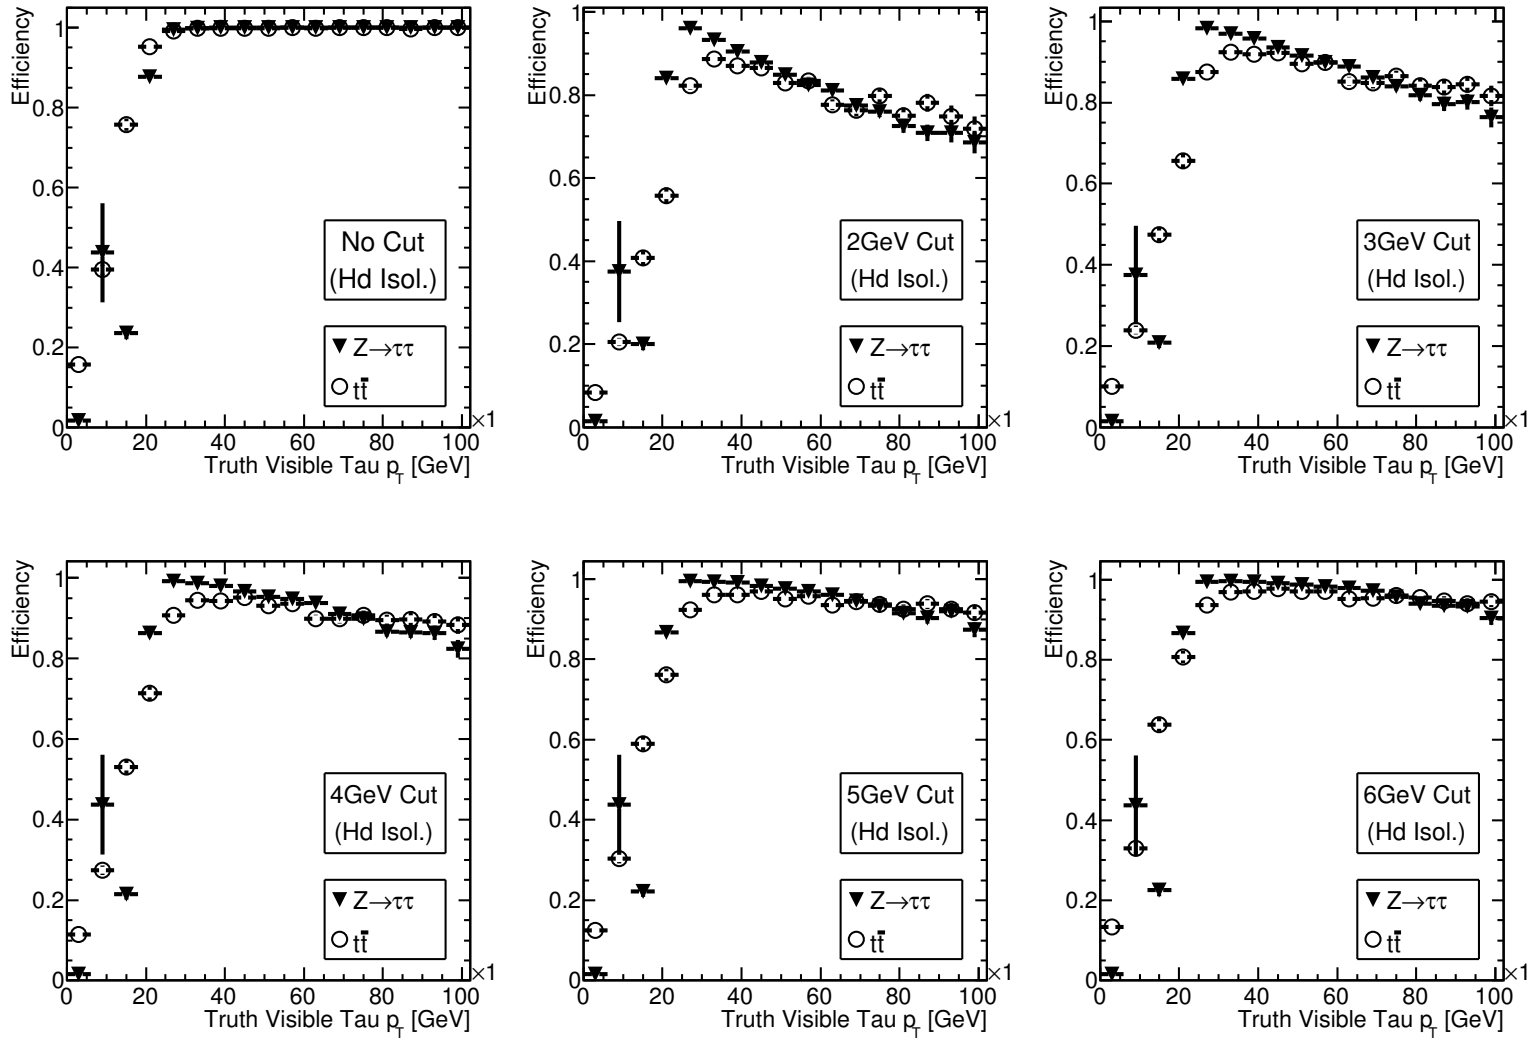 Efficiency
1
0.8
0.6
0.4
0.2
0
No Cut
(Hd Isol.)
Z→ττ
tt̄
0 20 40 60 80 100
×1
Truth Visible Tau p_T [GeV]
Efficiency
1
0.8
0.6
0.4
0.2
0
2GeV Cut
(Hd Isol.)
Z→ττ
tt̄
0 20 40 60 80 100
×1
Truth Visible Tau p_T [GeV]
Efficiency
1
0.8
0.6
0.4
0.2
0
3GeV Cut
(Hd Isol.)
Z→ττ
tt̄
0 20 40 60 80 100
×1
Truth Visible Tau p_T [GeV]
Efficiency
1
0.8
0.6
0.4
0.2
0
4GeV Cut
(Hd Isol.)
Z→ττ
tt̄
0 20 40 60 80 100
×1
Truth Visible Tau p_T [GeV]
Efficiency
1
0.8
0.6
0.4
0.2
0
5GeV Cut
(Hd Isol.)
Z→ττ
tt̄
0 20 40 60 80 100
×1
Truth Visible Tau p_T [GeV]
Efficiency
1
0.8
0.6
0.4
0.2
0
6GeV Cut
(Hd Isol.)
Z→ττ
tt̄
0 20 40 60 80 100
×1
Truth Visible Tau p_T [GeV]